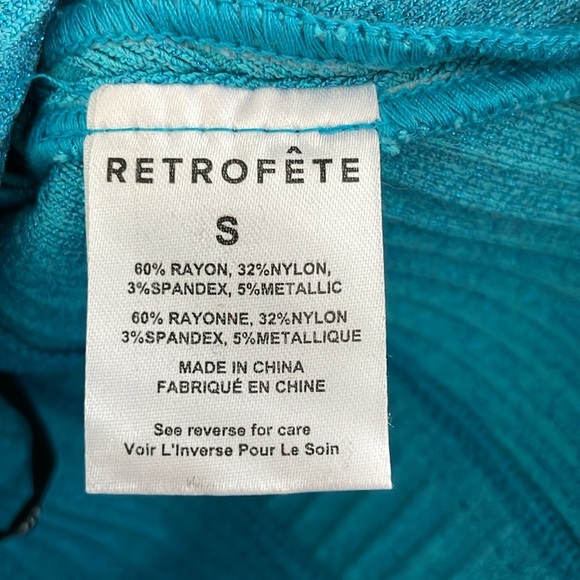 RETROFÊTE
S
60% RAYON, 32%NYLON,
3%SPANDEX, 5%METALLIC
60% RAYONNE, 32%NYLON
3%SPANDEX, 5%METALLIQUE
MADE IN CHINA
FABRIQUÉ EN CHINE
See reverse for care
Voir L'Inverse Pour Le Soin